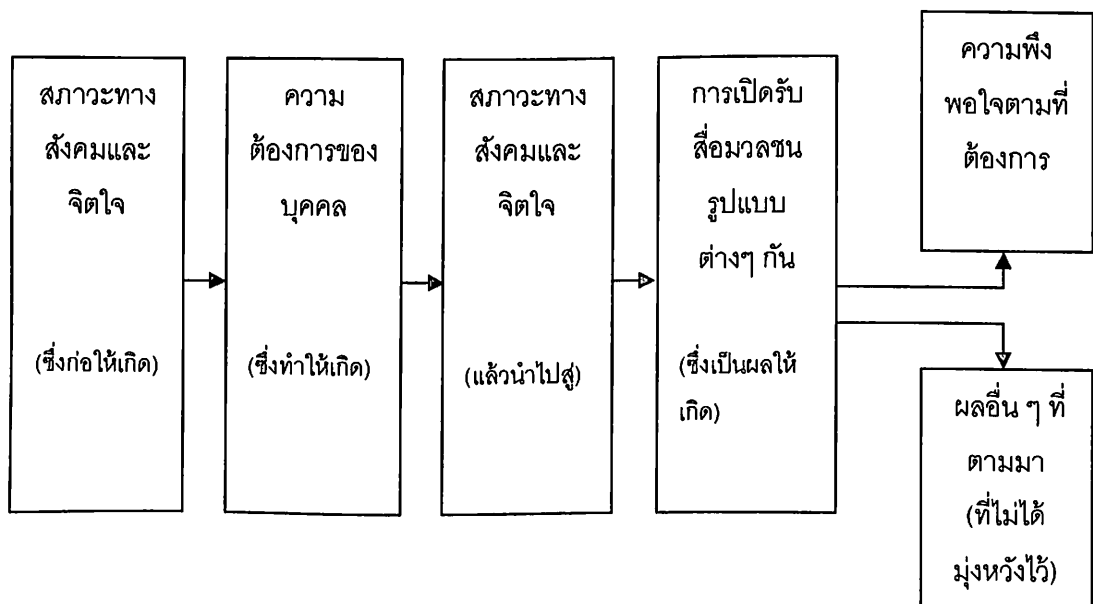 สภาวะทาง
สังคมและ
จิตใจ
(ซึ่งก่อให้เกิด)
ความ
ต้องการของ
บุคคล
(ซึ่งทำให้เกิด)
สภาวะทาง
สังคมและ
จิตใจ
(แล้วนำไปสู่)
การเปิดรับ
สื่อมวลชน
รูปแบบ
ต่างๆ กัน
(ซึ่งเป็นผลให้
เกิด)
ความพึง
พอใจตามที่
ต้องการ
ผลอื่น ๆ ที่
ตามมา
(ที่ไม่ได้
มุ่งหวังไว้)